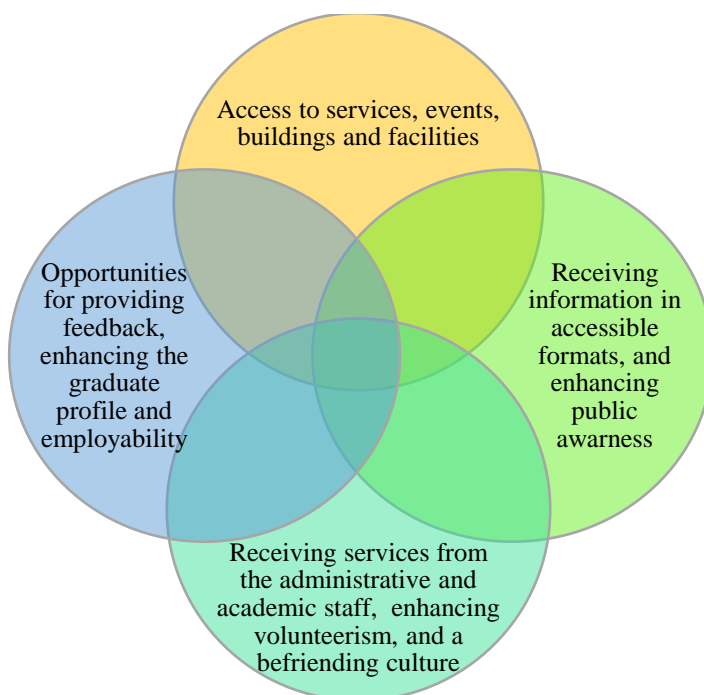 Access to services, events,
buildings and facilities
Opportunities
for providing
feedback,
enhancing the
graduate
profile and
employability
Receiving
information in
accessible
formats, and
enhancing
public
awarness
Receiving services from
the administrative and
academic staff,  enhancing
volunteerism, and a
befriending culture